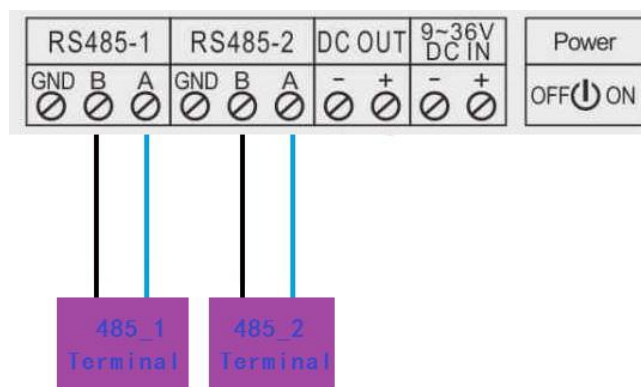 RS485-1 RS485-2 DC OUT 9~36V DC IN Power
GND B A GND B A - + - + OFF ON
485_1 485_2
Terminal Terminal